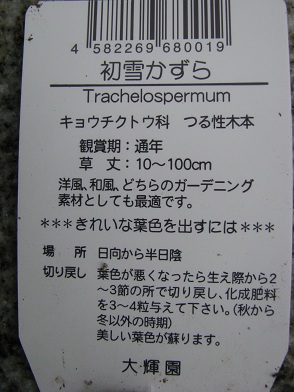 4 582269 680019
初雪かずら
Trachelospermum
キョウチクトウ科 つる性木本
観賞期：通年
草 丈：10～100cm
洋風、和風、どちらのガーデニング
素材としても最適です。
＊＊＊きれいな葉色を出すには＊＊＊
場 所 日向から半日陰
切り戻し 葉色が悪くなったら生え際から2
～3節の所で切り戻し、化成肥料
を3～4粒与えて下さい。（秋から
冬以外の時期）
美しい葉色が蘇ります。
大・輝 園